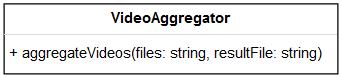 VideoAggregator
+ aggregateVideos(files: string, resultFile: string)